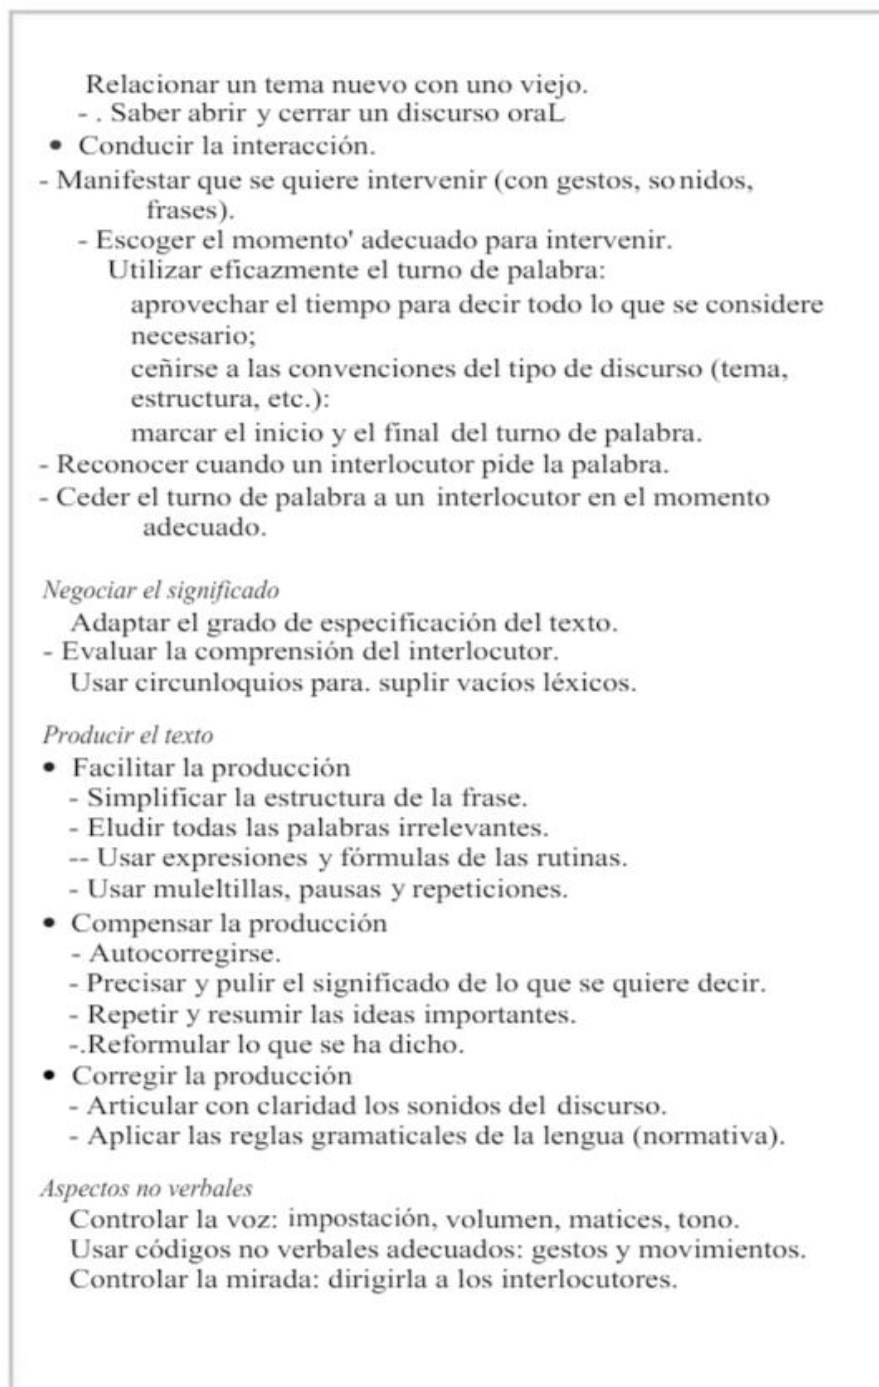 Relacionar un tema nuevo con uno viejo.
- . Saber abrir y cerrar un discurso oraL
• Conducir la interacción.
- Manifestar que se quiere intervenir (con gestos, sonidos,
frases).
- Escoger el momento' adecuado para intervenir.
Utilizar eficazmente el turno de palabra:
aprovechar el tiempo para decir todo lo que se considere
necesario;
ceñirse a las convenciones del tipo de discurso (tema,
estructura, etc.):
marcar el inicio y el final del turno de palabra.
- Reconocer cuando un interlocutor pide la palabra.
- Ceder el turno de palabra a un interlocutor en el momento
adecuado.
Negociar el significado
Adaptar el grado de especificación del texto.
- Evaluar la comprensión del interlocutor.
Usar circunloquios para. suplir vacíos léxicos.
Producir el texto
• Facilitar la producción
- Simplificar la estructura de la frase.
- Eludir todas las palabras irrelevantes.
-- Usar expresiones y fórmulas de las rutinas.
- Usar muleltillas, pausas y repeticiones.
• Compensar la producción
- Autocorregirse.
- Precisar y pulir el significado de lo que se quiere decir.
- Repetir y resumir las ideas importantes.
-.Reformular lo que se ha dicho.
• Corregir la producción
- Articular con claridad los sonidos del discurso.
- Aplicar las reglas gramaticales de la lengua (normativa).
Aspectos no verbales
Controlar la voz: impostación, volumen, matices, tono.
Usar códigos no verbales adecuados: gestos y movimientos.
Controlar la mirada: dirigirla a los interlocutores.